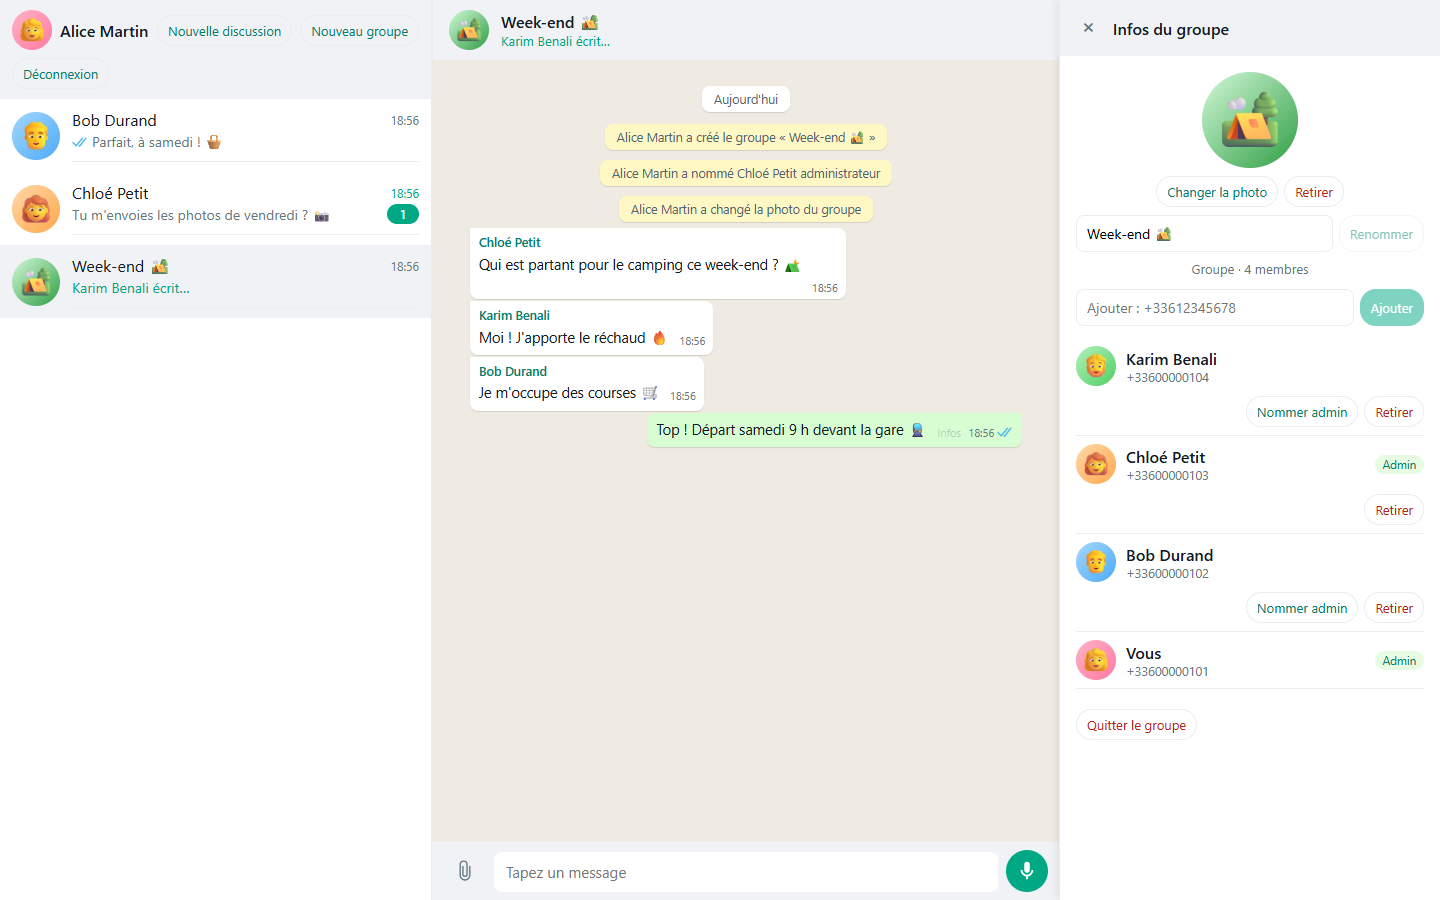 Alice Martin
Nouvelle discussion
Nouveau groupe
Déconnexion
Bob Durand
18:56
Parfait, à samedi ! 🧺
Chloé Petit
18:56
Tu m'envoies les photos de vendredi ? 📸
1
Week-end 🏕️
18:56
Karim Benali écrit...
Week-end 🏕️
Karim Benali écrit...
Aujourd'hui
Alice Martin a créé le groupe « Week-end 🏕️ »
Alice Martin a nommé Chloé Petit administrateur
Alice Martin a changé la photo du groupe
Chloé Petit
Qui est partant pour le camping ce week-end ? 🏕️
18:56
Karim Benali
Moi ! J'apporte le réchaud 🔥 18:56
Bob Durand
Je m'occupe des courses 🛒 18:56
Top ! Départ samedi 9 h devant la gare 🚆 Infos 18:56
Tapez un message
✕ Infos du groupe
Changer la photo
Retirer
Week-end 🏕️
Renommer
Groupe · 4 membres
Ajouter : +33612345678
Ajouter
Karim Benali
+33600000104
Nommer admin
Retirer
Chloé Petit
+33600000103
Admin
Retirer
Bob Durand
+33600000102
Nommer admin
Retirer
Vous
+33600000101
Admin
Quitter le groupe